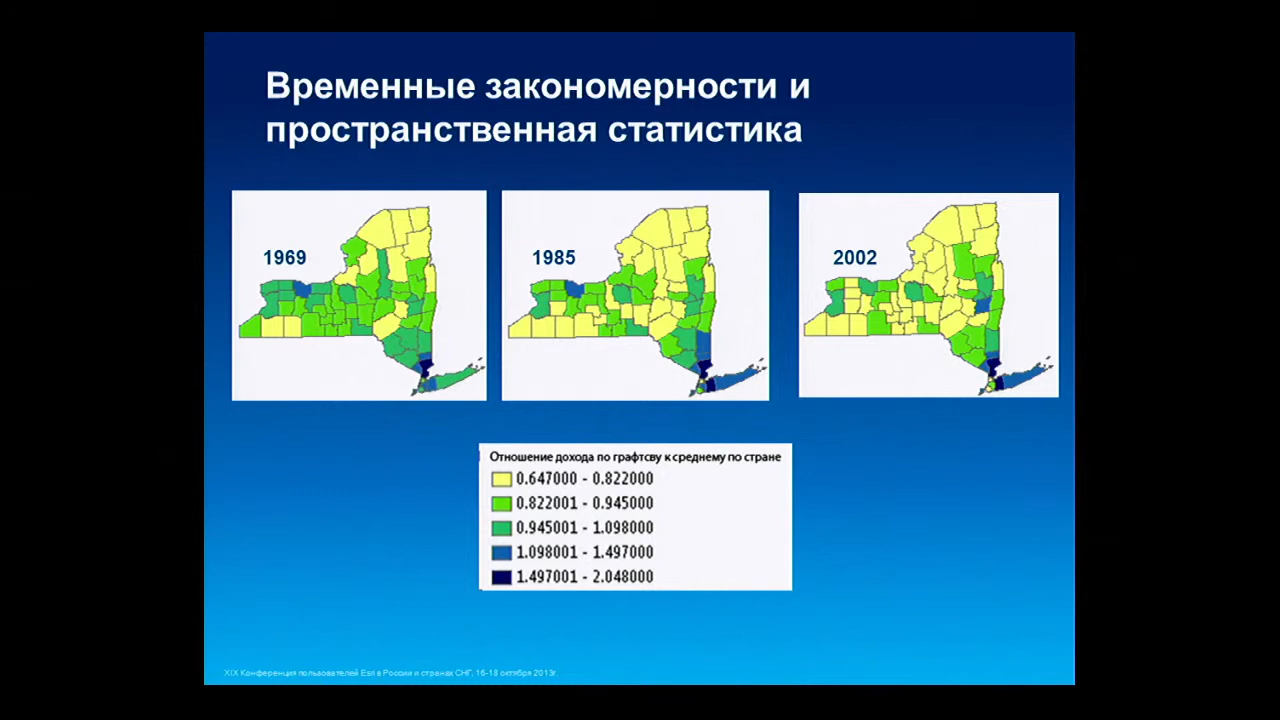 Временные закономерности и
пространственная статистика
1969
1985
2002
Отношение дохода по графтсву к среднему по стране
0.647000 - 0.822000
0.822001 - 0.945000
0.945001 - 1.098000
1.098001 - 1.497000
1.497001 - 2.048000
XIX Конференция пользователей Esri в России и странах СНГ, 16-18 октября 2013г.